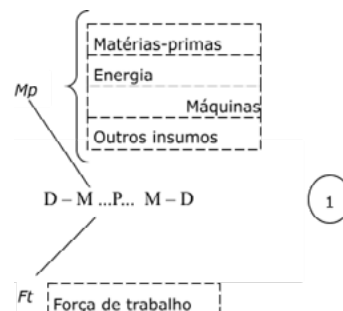 Matérias-primas
Energia
Mp
Máquinas
Outros insumos
D – M ...P... M – D
1
Ft
Força de trabalho